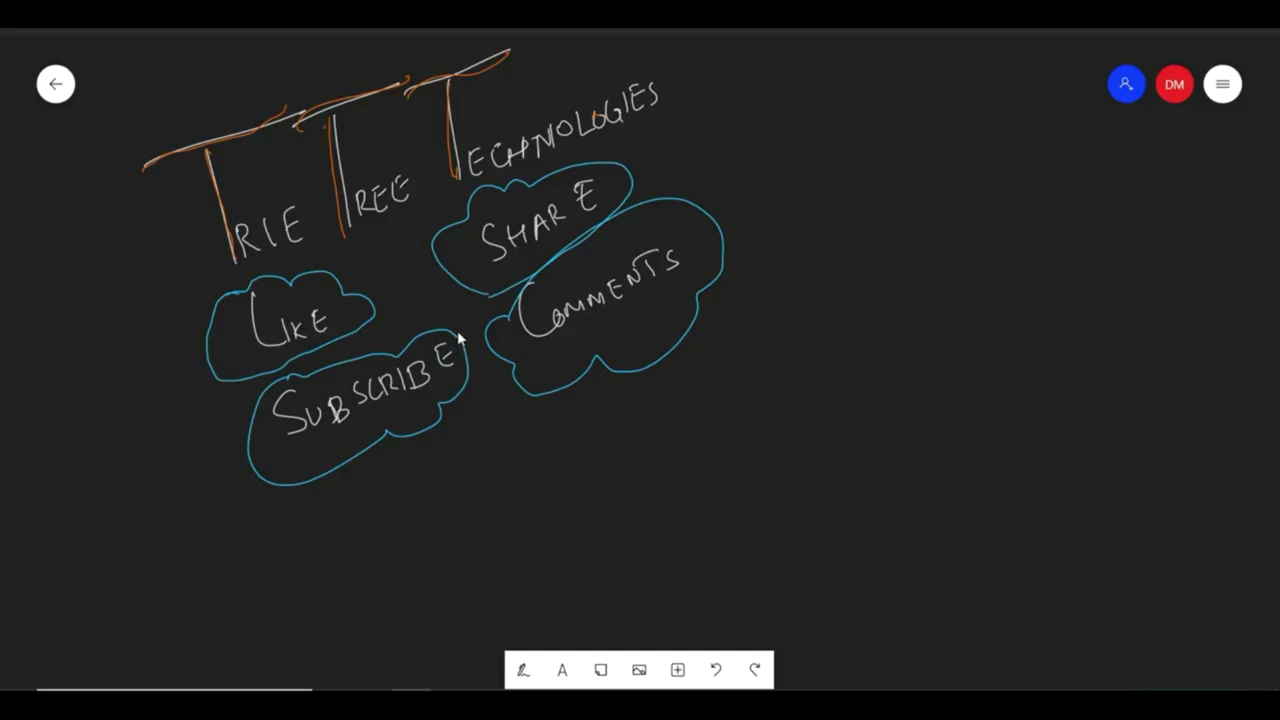 TRIE TREE TECHNOLOGIES
SHARE
LIKE
COMMENTS
SUBSCRIBE
DM
A